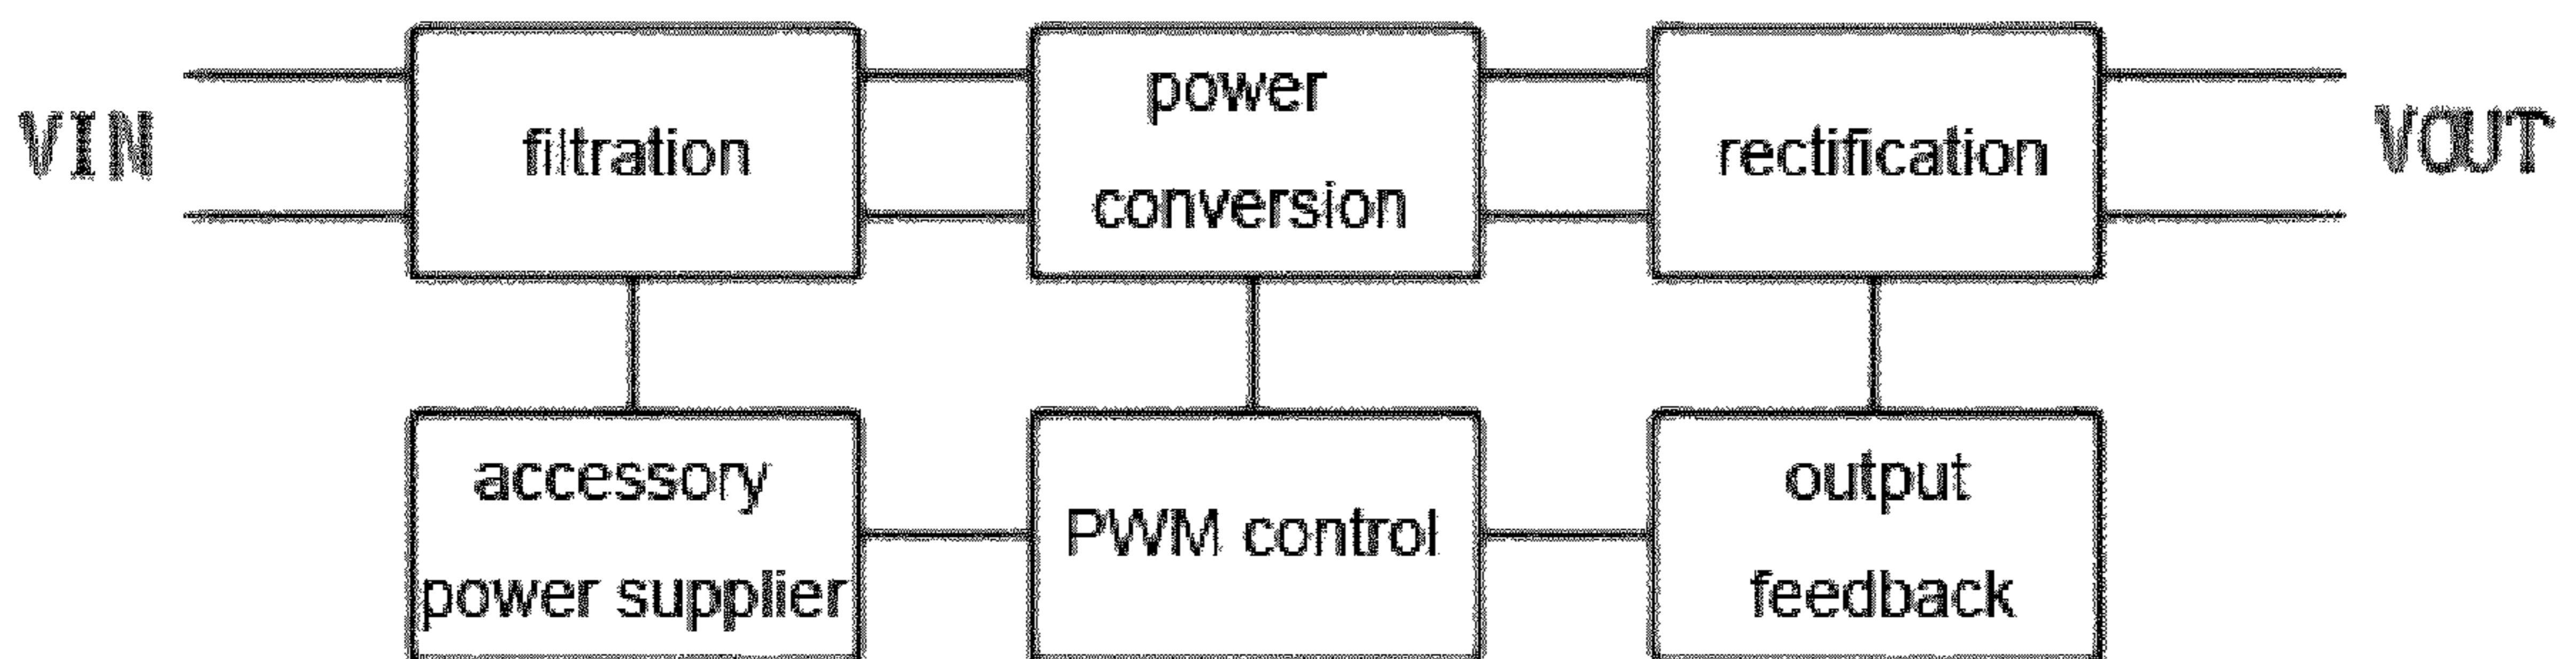 VIN
filtration
power
conversion
rectification
VOUT
accessory
power supplier
PWM control
output
feedback